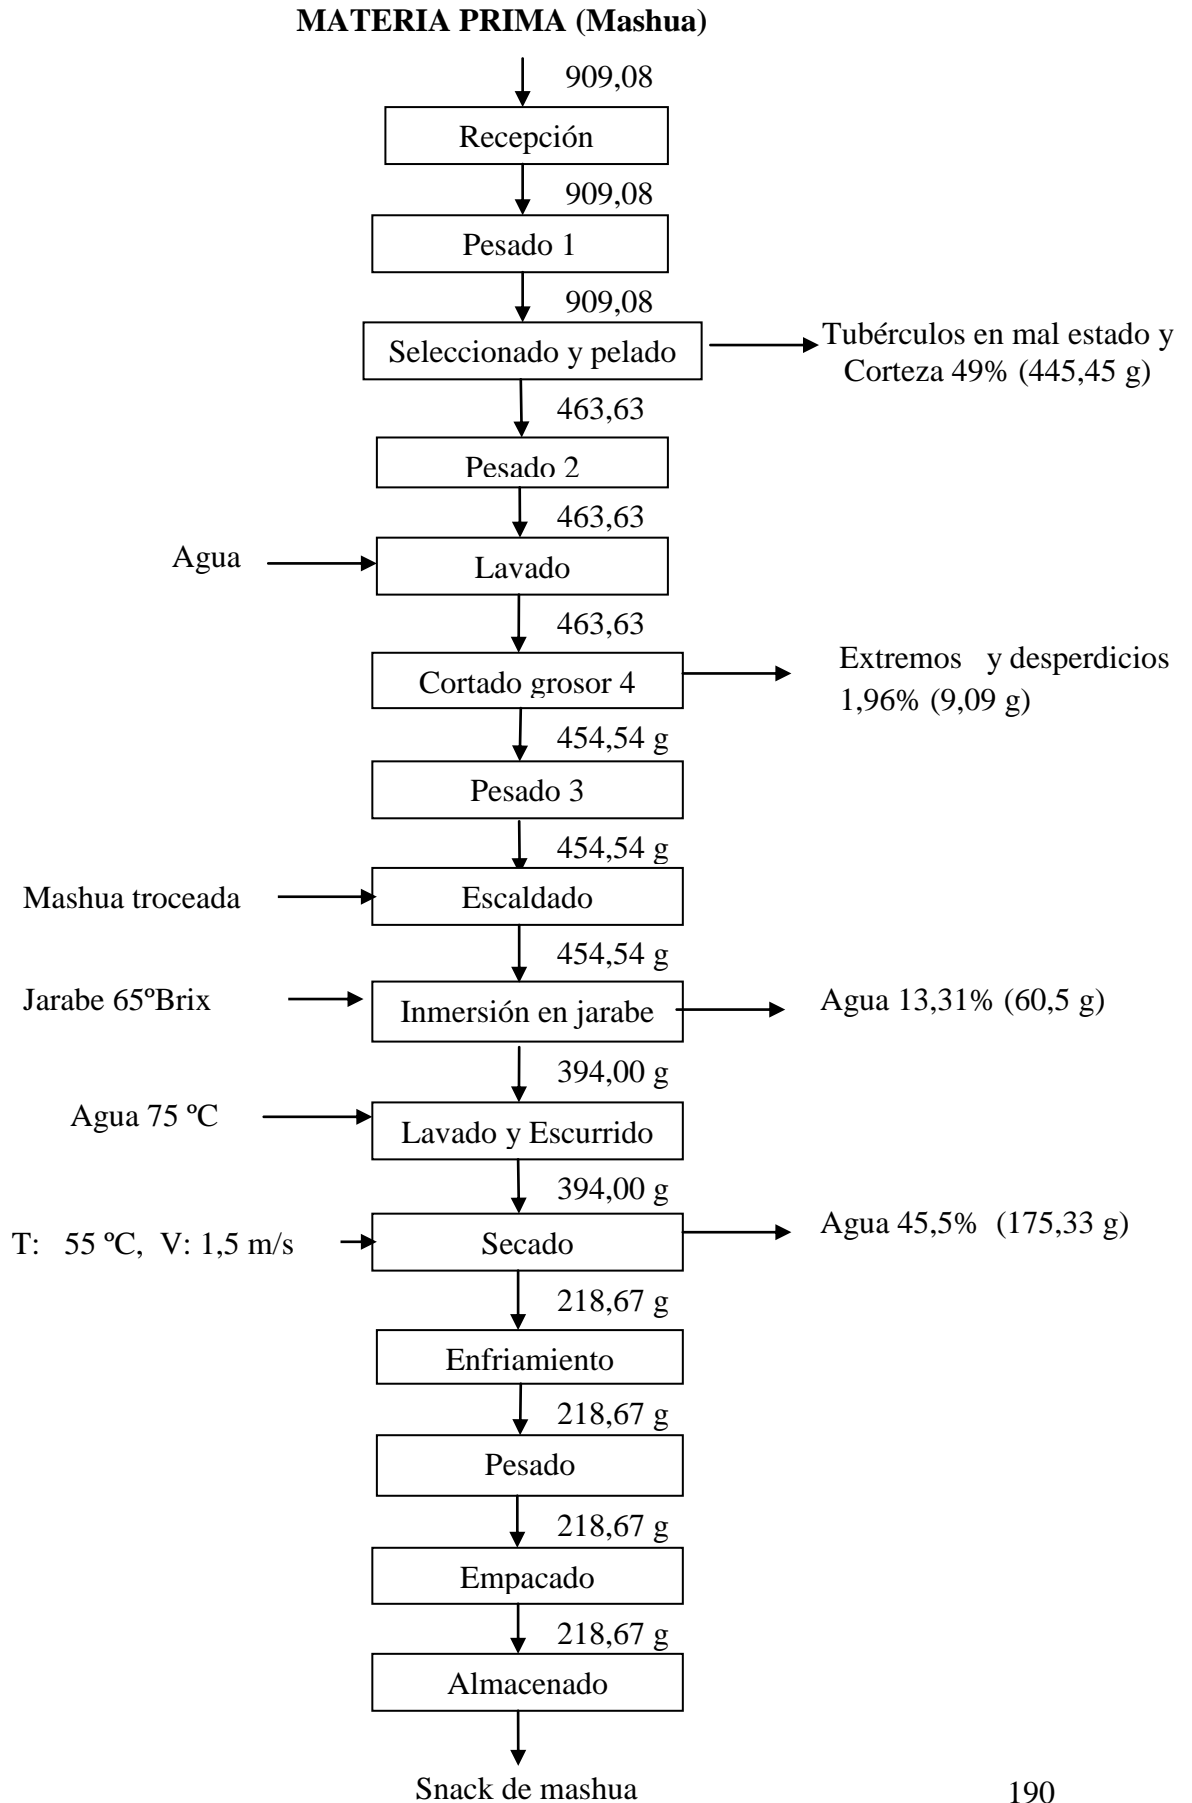 MATERIA PRIMA (Mashua)
909,08
Recepción
909,08
Pesado 1
909,08
Seleccionado y pelado
Tubérculos en mal estado y
Corteza 49% (445,45 g)
463,63
Pesado 2
463,63
Agua
Lavado
463,63
Cortado grosor 4
Extremos y desperdicios
1,96% (9,09 g)
454,54 g
Pesado 3
454,54 g
Mashua troceada
Escaldado
454,54 g
Jarabe 65ºBrix
Inmersión en jarabe
Agua 13,31% (60,5 g)
394,00 g
Agua 75 ºC
Lavado y Escurrido
394,00 g
T: 55 ºC, V: 1,5 m/s
Secado
Agua 45,5% (175,33 g)
218,67 g
Enfriamiento
218,67 g
Pesado
218,67 g
Empacado
218,67 g
Almacenado
Snack de mashua
190